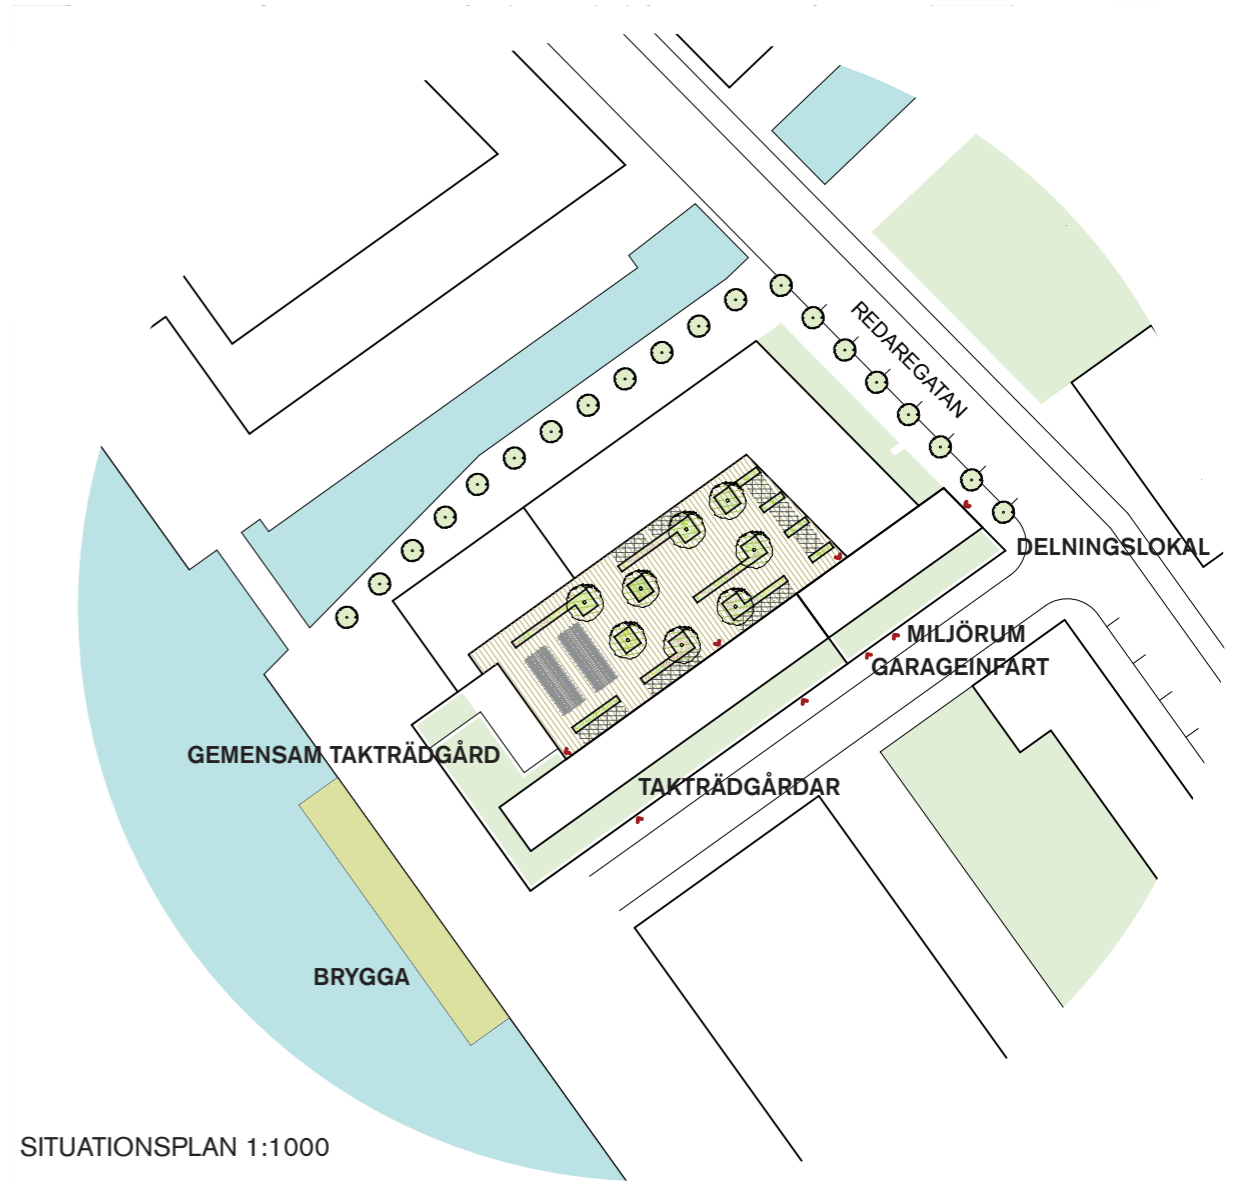 REDAREGATAN
DELNINGSLOKAL
MILJÖRUM
GARAGEINFART
GEMENSAM TAKTRÄDGÅRD
TAKTRÄDGÅRDAR
BRYGGA
SITUATIONSPLAN 1:1000